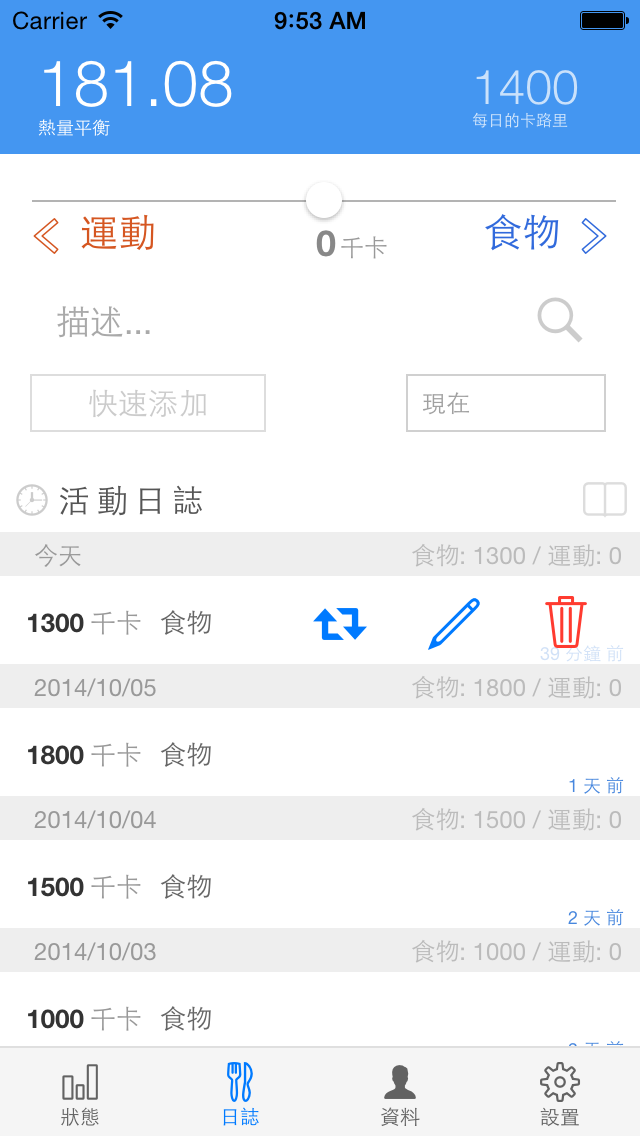 Carrier 9:53 AM
181.08 1400
熱量平衡 每日的卡路里
運動 0千卡 食物
描述...
快速添加 現在
活動日誌
今天 食物: 1300 / 運動: 0
1300 千卡 食物
39 分鐘 前
2014/10/05 食物: 1800 / 運動: 0
1800 千卡 食物
1 天 前
2014/10/04 食物: 1500 / 運動: 0
1500 千卡 食物
2 天 前
2014/10/03 食物: 1000 / 運動: 0
1000 千卡 食物
狀態 日誌 資料 設置